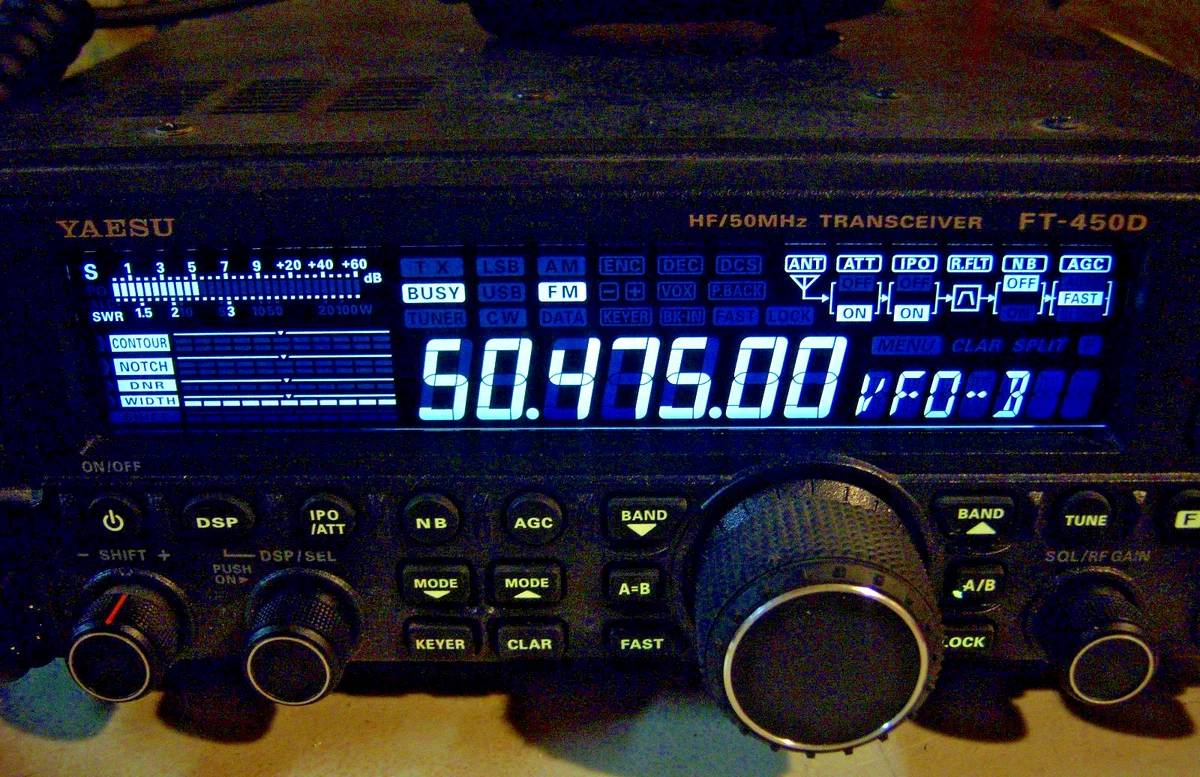 YAESU HF/50MHz TRANSCEIVER FT-450D
S 1 3 5 7 9 +20 +40 +60 dB
SWR 1.5 2 3
TX LSB AM ENC DEC DCS
BUSY USB FM − + VOX P.BACK
TUNER CW DATA KEYER BK-IN FAST LOCK
ANT ATT IPO R.FLT NB AGC
OFF OFF OFF
ON ON ON FAST
CONTOUR
NOTCH
DNR
WIDTH
MENU CLAR SPLIT
50.475.00 VFO-B
ON/OFF
DSP IPO/ATT NB AGC BAND BAND TUNE F
− SHIFT + DSP/SEL SQL/RF GAIN
PUSH ON
MODE MODE A=B A/B
KEYER CLAR FAST LOCK